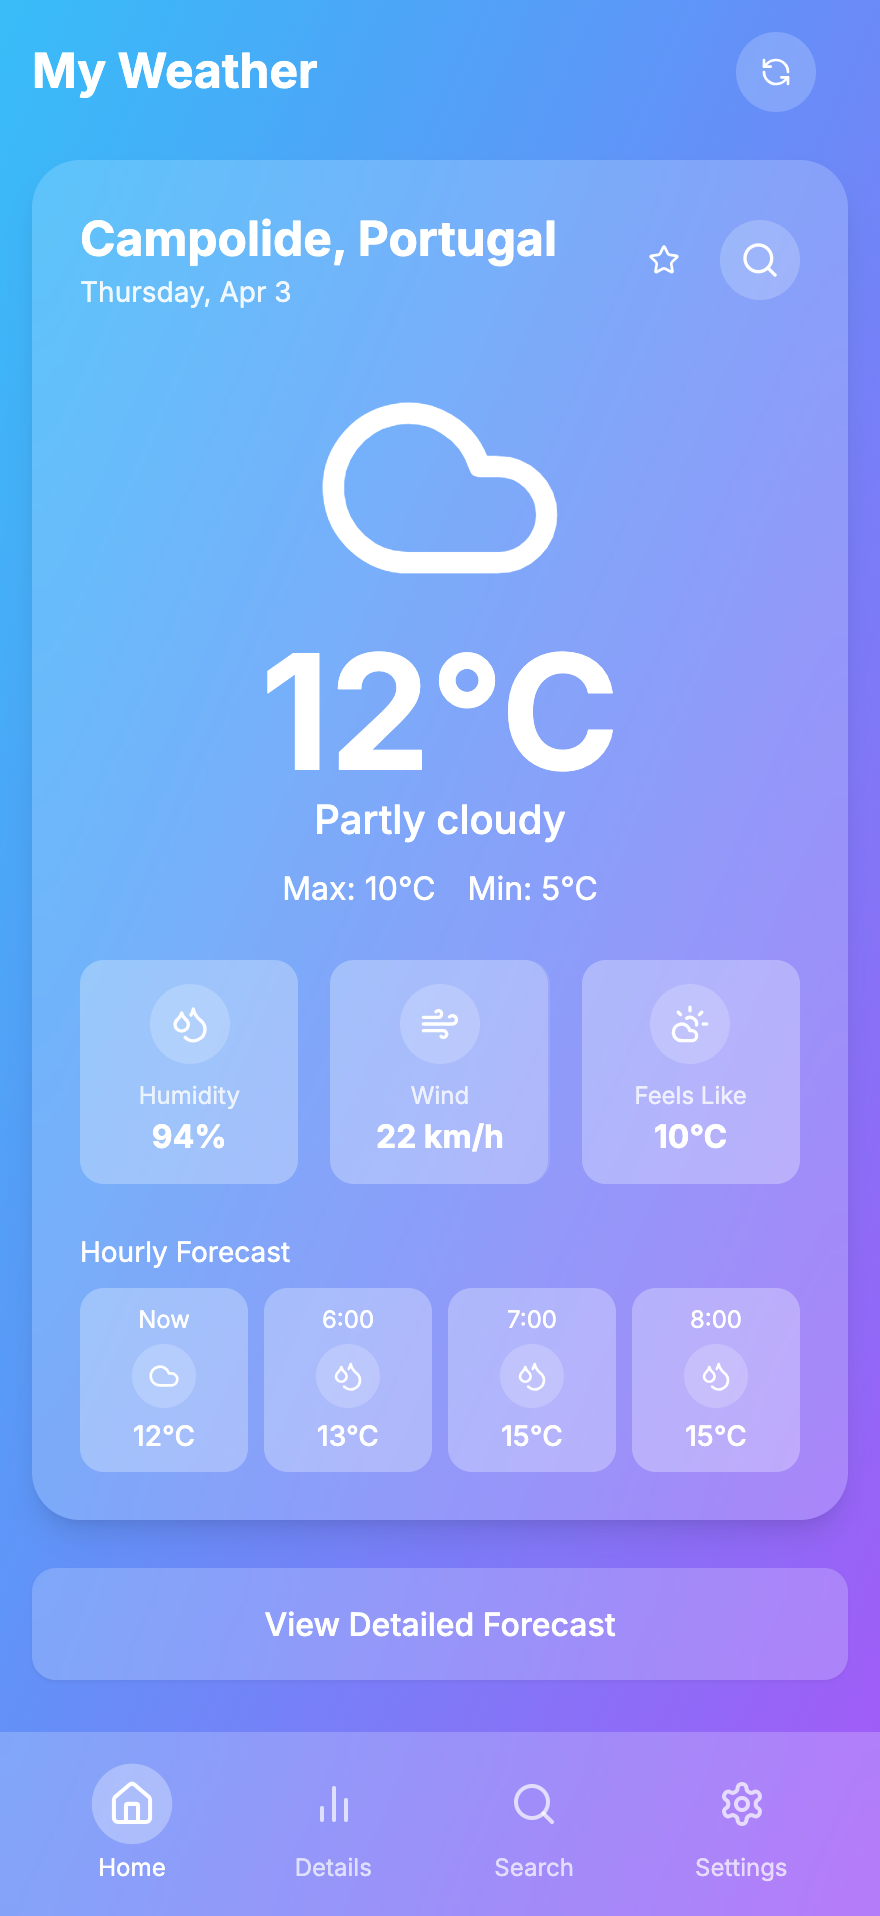 My Weather
Campolide, Portugal
Thursday, Apr 3
12°C
Partly cloudy
Max: 10°C Min: 5°C
Humidity
94%
Wind
22 km/h
Feels Like
10°C
Hourly Forecast
Now
12°C
6:00
13°C
7:00
15°C
8:00
15°C
View Detailed Forecast
Home
Details
Search
Settings